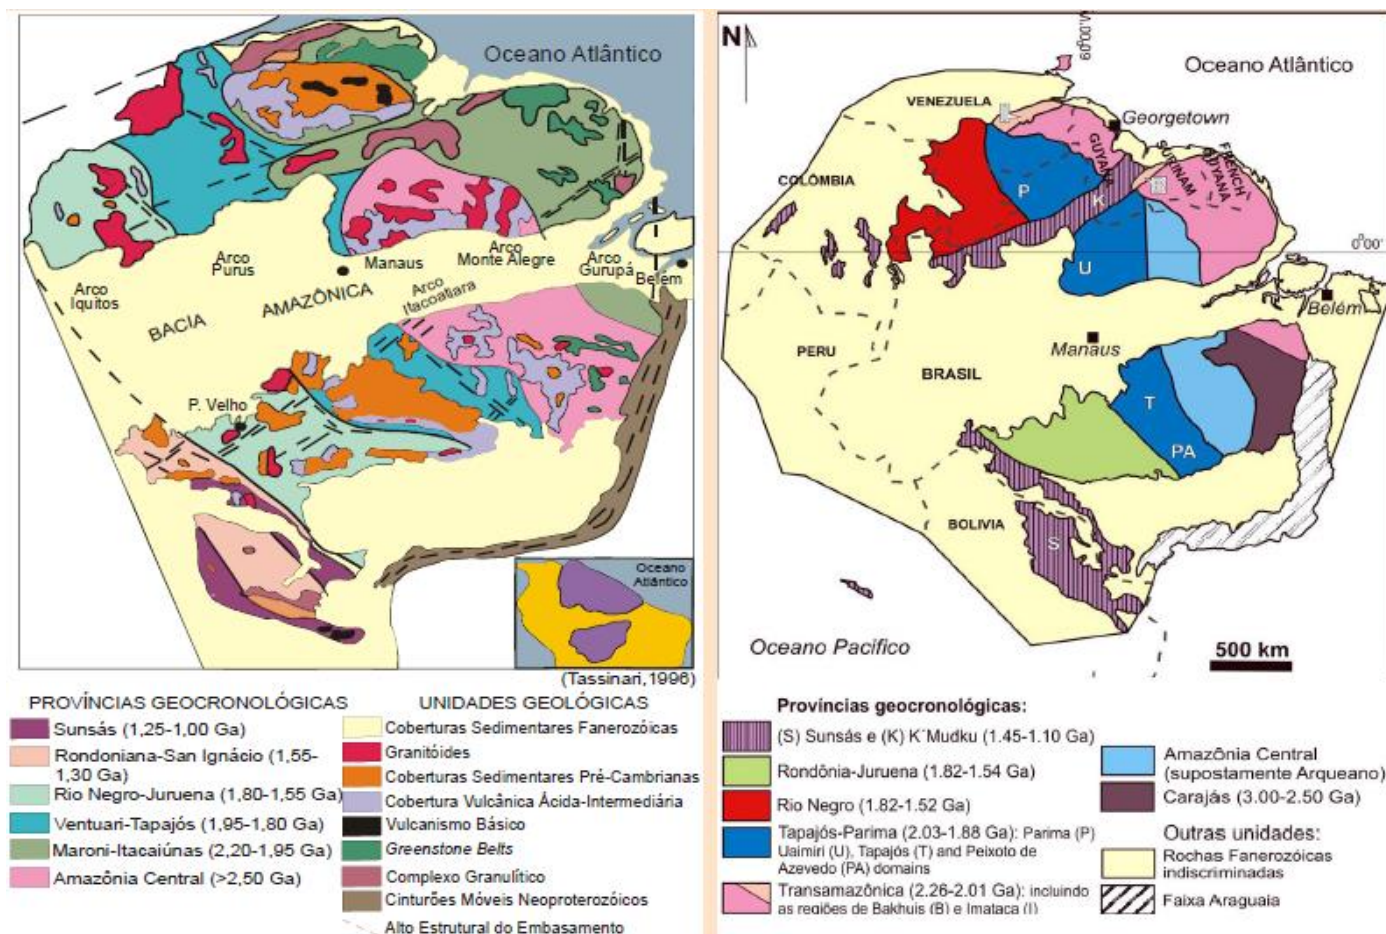 Oceano Atlântico
Arco
Iquitos
Arco
Purus
Manaus
Arco
Monte Alegre
Arco
Gurupá
Belém
Arco
Itacoatiara
BACIA
AMAZÔNICA
P. Velho
Oceano
Atlântico
(Tassinari, 1996)
PROVÍNCIAS GEOCRONOLÓGICAS
Sunsás (1,25-1,00 Ga)
Rondoniana-San Ignácio (1,55-
1,30 Ga)
Rio Negro-Juruena (1,80-1,55 Ga)
Ventuari-Tapajós (1,95-1,80 Ga)
Maroni-Itacaiúnas (2,20-1,95 Ga)
Amazônia Central (>2,50 Ga)
UNIDADES GEOLÓGICAS
Coberturas Sedimentares Fanerozóicas
Granitóides
Coberturas Sedimentares Pré-Cambrianas
Cobertura Vulcânica Ácida-Intermediária
Vulcanismo Básico
Greenstone Belts
Complexo Granulítico
Cinturões Móveis Neoproterozóicos
Alto Estrutural do Embasamento
N
Oceano Atlântico
VENEZUELA
Georgetown
GUYANA
SURINAM
FRENCH
GUYANA
COLÔMBIA
P
K
U
0°00'
Belém
Manaus
PERU
BRASIL
T
PA
BOLIVIA
S
Oceano Pacifico
500 km
Províncias geocronológicas:
(S) Sunsás e (K) K´Mudku (1.45-1.10 Ga)
Rondônia-Juruena (1.82-1.54 Ga)
Rio Negro (1.82-1.52 Ga)
Tapajós-Parima (2.03-1.88 Ga): Parima (P)
Uaimiri (U), Tapajós (T) and Peixoto de
Azevedo (PA) domains
Transamazônica (2.26-2.01 Ga): incluindo
as regiões de Bakhuis (B) e Imataca (I)
Amazônia Central
(supostamente Arqueano)
Carajás (3.00-2.50 Ga)
Outras unidades:
Rochas Fanerozóicas
indiscriminadas
Faixa Araguaia